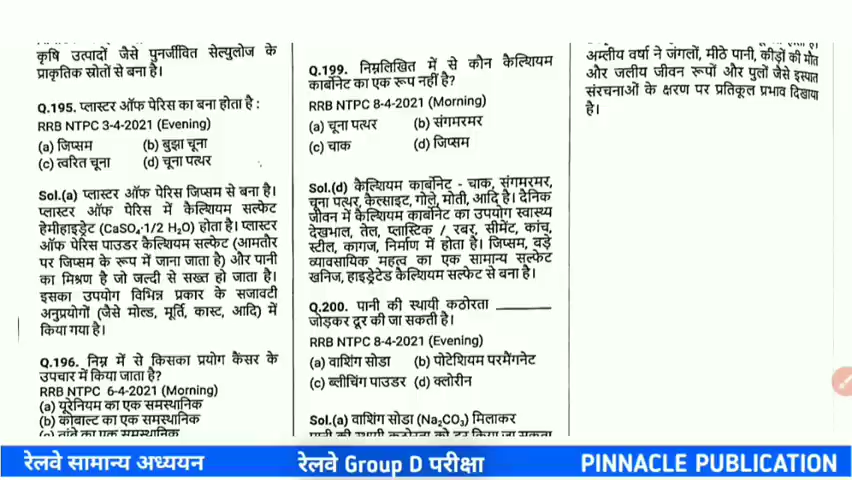 कृषि उत्पादों जैसे पुनर्जीवित सेल्युलोज के
प्राकृतिक स्रोतों से बना है।
Q.195. प्लास्टर ऑफ पेरिस का बना होता है :
RRB NTPC 3-4-2021 (Evening)
(a) जिप्सम (b) बुझा चूना
(c) त्वरित चूना (d) चूना पत्थर
Sol.(a) प्लास्टर ऑफ पेरिस जिप्सम से बना है।
प्लास्टर ऑफ पेरिस में कैल्शियम सल्फेट
हेमीहाइड्रेट (CaSO₄·1/2 H₂O) होता है। प्लास्टर
ऑफ पेरिस पाउडर कैल्शियम सल्फेट (आमतौर
पर जिप्सम के रूप में जाना जाता है) और पानी
का मिश्रण है जो जल्दी से सख्त हो जाता है।
इसका उपयोग विभिन्न प्रकार के सजावटी
अनुप्रयोगों (जैसे मोल्ड, मूर्ति, कास्ट, आदि) में
किया गया है।
Q.196. निम्न में से किसका प्रयोग कैंसर के
उपचार में किया जाता है?
RRB NTPC 6-4-2021 (Morning)
(a) यूरेनियम का एक समस्थानिक
(b) कोबाल्ट का एक समस्थानिक
(c) तांबे का एक समस्थानिक
Q.199. निम्नलिखित में से कौन कैल्शियम
कार्बोनेट का एक रूप नहीं है?
RRB NTPC 8-4-2021 (Morning)
(a) चूना पत्थर (b) संगमरमर
(c) चाक (d) जिप्सम
Sol.(d) कैल्शियम कार्बोनेट - चाक, संगमरमर,
चूना पत्थर, कैल्साइट, गोले, मोती, आदि है। दैनिक
जीवन में कैल्शियम कार्बोनेट का उपयोग स्वास्थ्य
देखभाल, तेल, प्लास्टिक / रबर, सीमेंट, कांच,
स्टील, कागज, निर्माण में होता है। जिप्सम, बड़े
व्यावसायिक महत्व का एक सामान्य सल्फेट
खनिज, हाइड्रेटेड कैल्शियम सल्फेट से बना है।
Q.200. पानी की स्थायी कठोरता ________
जोड़कर दूर की जा सकती है।
RRB NTPC 8-4-2021 (Evening)
(a) वाशिंग सोडा (b) पोटेशियम परमैंगनेट
(c) ब्लीचिंग पाउडर (d) क्लोरीन
Sol.(a) वाशिंग सोडा (Na₂CO₃) मिलाकर
पानी की स्थायी कठोरता को दूर किया जा सकता
अम्लीय वर्षा ने जंगलों, मीठे पानी, कीड़ों की मौत
और जलीय जीवन रूपों और पुलों जैसे इस्पात
संरचनाओं के क्षरण पर प्रतिकूल प्रभाव दिखाया
है।
रेलवे सामान्य अध्ययन
रेलवे Group D परीक्षा
PINNACLE PUBLICATION